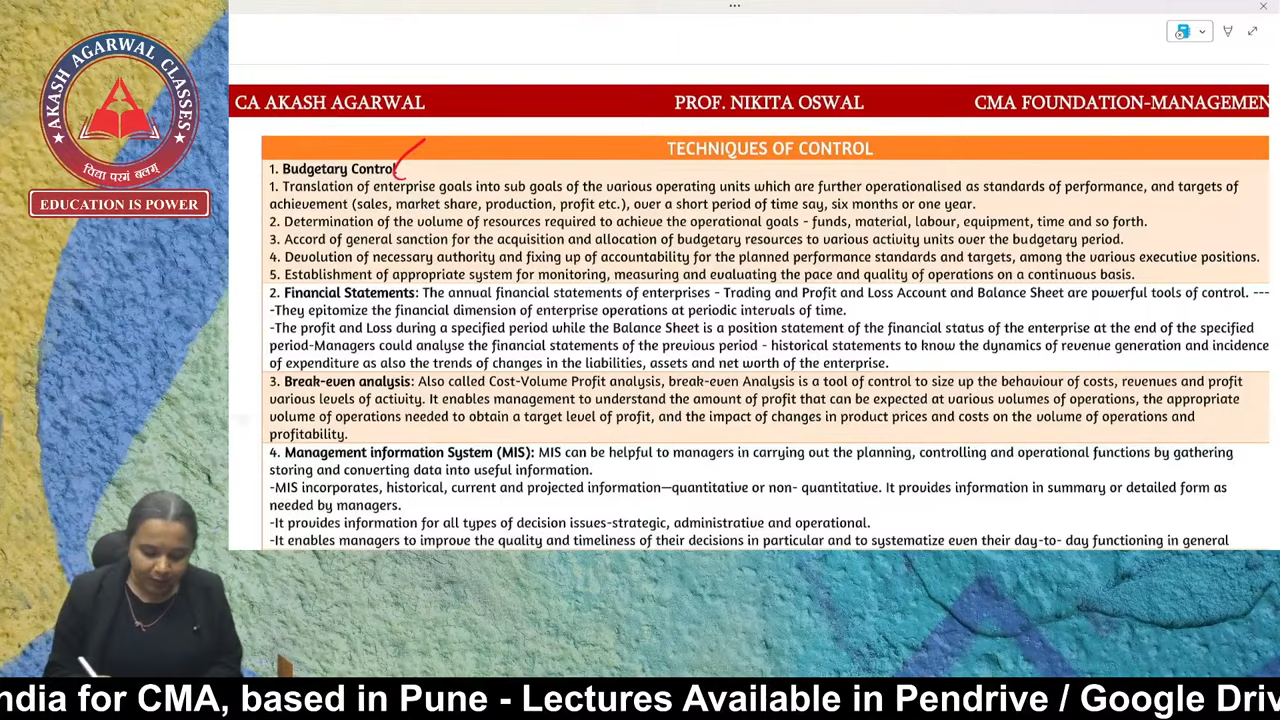 AKASH AGARWAL CLASSES
विद्या परमं बलम्
EDUCATION IS POWER
CA AKASH AGARWAL PROF. NIKITA OSWAL CMA FOUNDATION-MANAGEMEN
TECHNIQUES OF CONTROL
1. Budgetary Control
1. Translation of enterprise goals into sub goals of the various operating units which are further operationalised as standards of performance, and targets of
achievement (sales, market share, production, profit etc.), over a short period of time say, six months or one year.
2. Determination of the volume of resources required to achieve the operational goals - funds, material, labour, equipment, time and so forth.
3. Accord of general sanction for the acquisition and allocation of budgetary resources to various activity units over the budgetary period.
4. Devolution of necessary authority and fixing up of accountability for the planned performance standards and targets, among the various executive positions.
5. Establishment of appropriate system for monitoring, measuring and evaluating the pace and quality of operations on a continuous basis.
2. Financial Statements: The annual financial statements of enterprises - Trading and Profit and Loss Account and Balance Sheet are powerful tools of control. ---
-They epitomize the financial dimension of enterprise operations at periodic intervals of time.
-The profit and Loss during a specified period while the Balance Sheet is a position statement of the financial status of the enterprise at the end of the specified
period-Managers could analyse the financial statements of the previous period - historical statements to know the dynamics of revenue generation and incidence
of expenditure as also the trends of changes in the liabilities, assets and net worth of the enterprise.
3. Break-even analysis: Also called Cost-Volume Profit analysis, break-even Analysis is a tool of control to size up the behaviour of costs, revenues and profit
various levels of activity. It enables management to understand the amount of profit that can be expected at various volumes of operations, the appropriate
volume of operations needed to obtain a target level of profit, and the impact of changes in product prices and costs on the volume of operations and
profitability.
4. Management information System (MIS): MIS can be helpful to managers in carrying out the planning, controlling and operational functions by gathering
storing and converting data into useful information.
-MIS incorporates, historical, current and projected information—quantitative or non- quantitative. It provides information in summary or detailed form as
needed by managers.
-It provides information for all types of decision issues-strategic, administrative and operational.
-It enables managers to improve the quality and timeliness of their decisions in particular and to systematize even their day-to- day functioning in general
ndia for CMA, based in Pune - Lectures Available in Pendrive / Google Driv